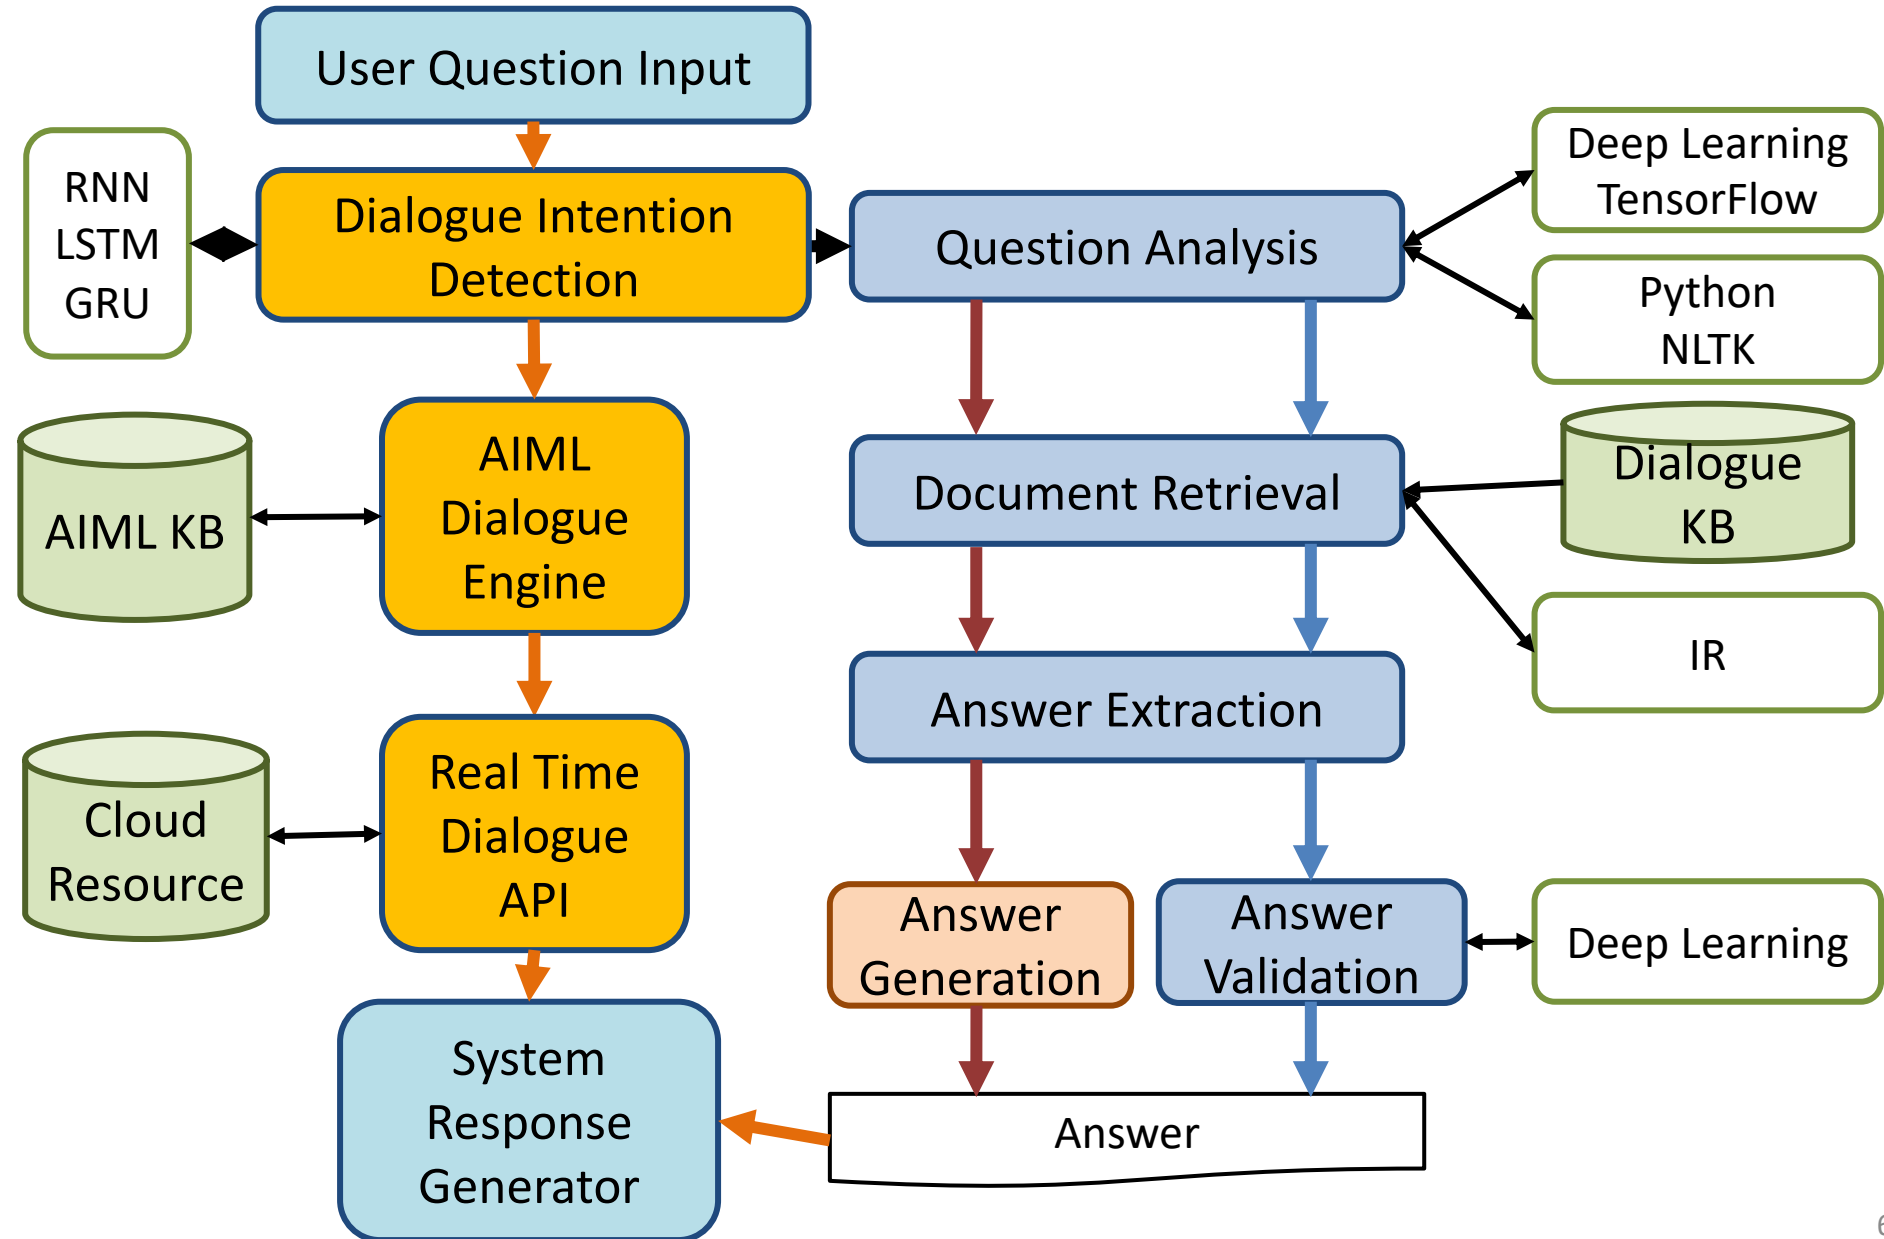 User Question Input
RNN
LSTM
GRU
Dialogue Intention
Detection
Question Analysis
Deep Learning
TensorFlow
Python
NLTK
AIML KB
AIML
Dialogue
Engine
Document Retrieval
Dialogue
KB
IR
Answer Extraction
Cloud
Resource
Real Time
Dialogue
API
Answer
Generation
Answer
Validation
Deep Learning
System
Response
Generator
Answer